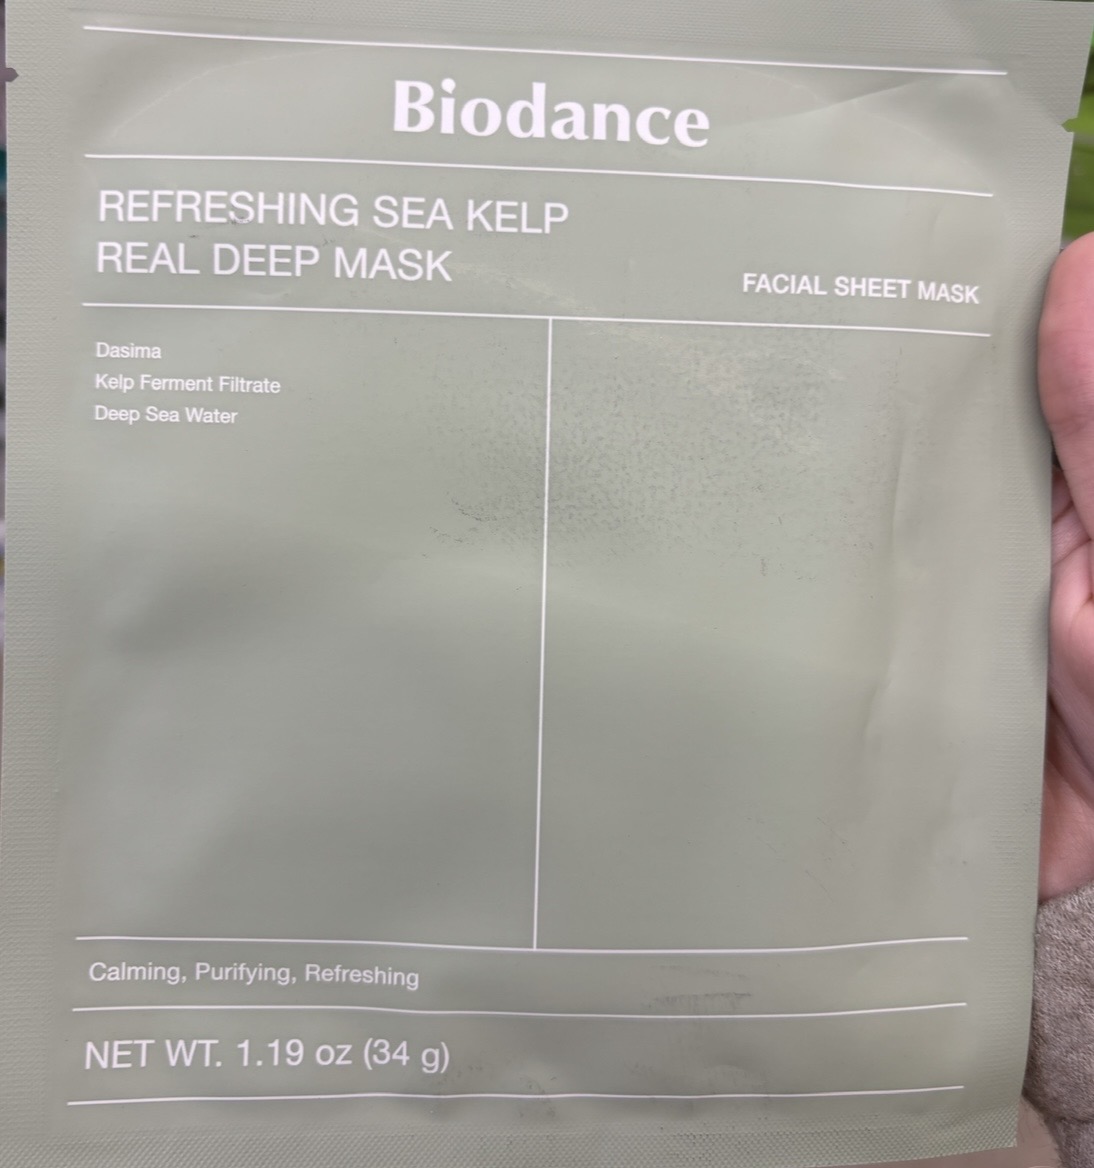 Biodance
REFRESHING SEA KELP
REAL DEEP MASK
FACIAL SHEET MASK
Dasima
Kelp Ferment Filtrate
Deep Sea Water
Calming, Purifying, Refreshing
NET WT. 1.19 oz (34 g)